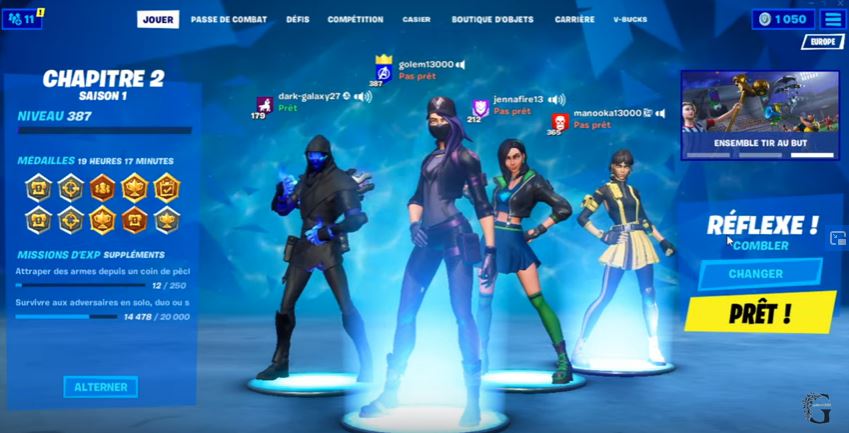 11
JOUER PASSE DE COMBAT DÉFIS COMPÉTITION CASIER BOUTIQUE D'OBJETS CARRIÈRE V-BUCKS
1 050
EUROPE
CHAPITRE 2
SAISON 1
NIVEAU 387
MEDAILLES 19 HEURES 17 MINUTES
MISSIONS D'EXP SUPPLÉMENTS
Attraper des armes depuis un coin de pêcl
12 / 250
Survivre aux adversaires en solo, duo ou s
14 478 / 20 000
ALTERNER
golem13000
387
Pas prêt
dark-galaxy27
179
Prêt
jennafire13
212
Pas prêt
manooka13000
365
Pas prêt
ENSEMBLE TIR AU BUT
RÉFLEXE !
COMBLER
CHANGER
PRÊT !
G